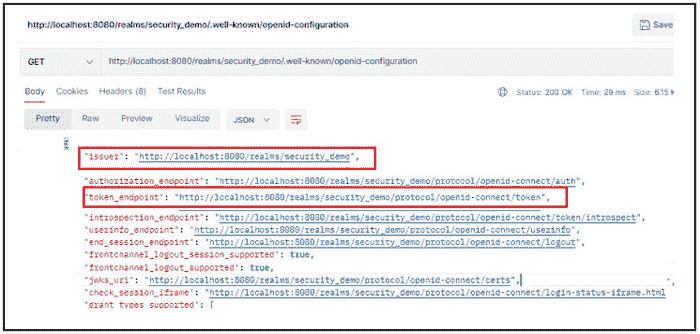 http://localhost:8080/realms/security_demo/.well-known/openid-configuration
Save
GET
http://localhost:8080/realms/security_demo/.well-known/openid-configuration
Body Cookies Headers (8) Test Results
Status: 200 OK Time: 29 ms Size: 6.15
Pretty Raw Preview Visualize JSON
"issuer": "http://localhost:8080/realms/security_demo",
"authorization_endpoint": "http://localhost:8080/realms/security_demo/protocol/openid-connect/auth",
"token_endpoint": "http://localhost:8080/realms/security_demo/protocol/openid-connect/token",
"introspection_endpoint": "http://localhost:8080/realms/security_demo/protocol/openid-connect/token/introspect",
"userinfo_endpoint": "http://localhost:8080/realms/security_demo/protocol/openid-connect/userinfo",
"end_session_endpoint": "http://localhost:8080/realms/security_demo/protocol/openid-connect/logout",
"frontchannel_logout_session_supported": true,
"frontchannel_logout_supported": true,
"jwks_uri": "http://localhost:8080/realms/security_demo/protocol/openid-connect/certs",
"check_session_iframe": "http://localhost:8080/realms/security_demo/protocol/openid-connect/login-status-iframe.html
"grant_types_supported": [